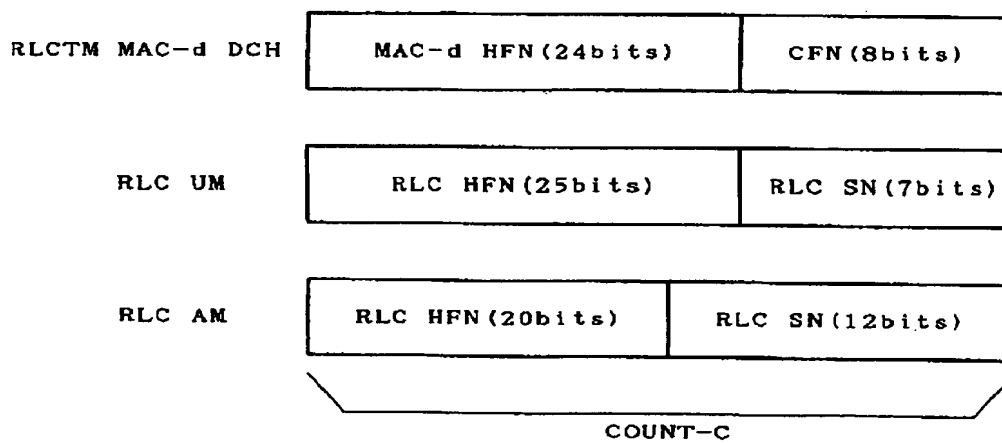 RLCTM MAC-d DCH MAC-d HFN(24bits) CFN(8bits)
RLC UM RLC HFN(25bits) RLC SN(7bits)
RLC AM RLC HFN(20bits) RLC SN(12bits)
COUNT-C